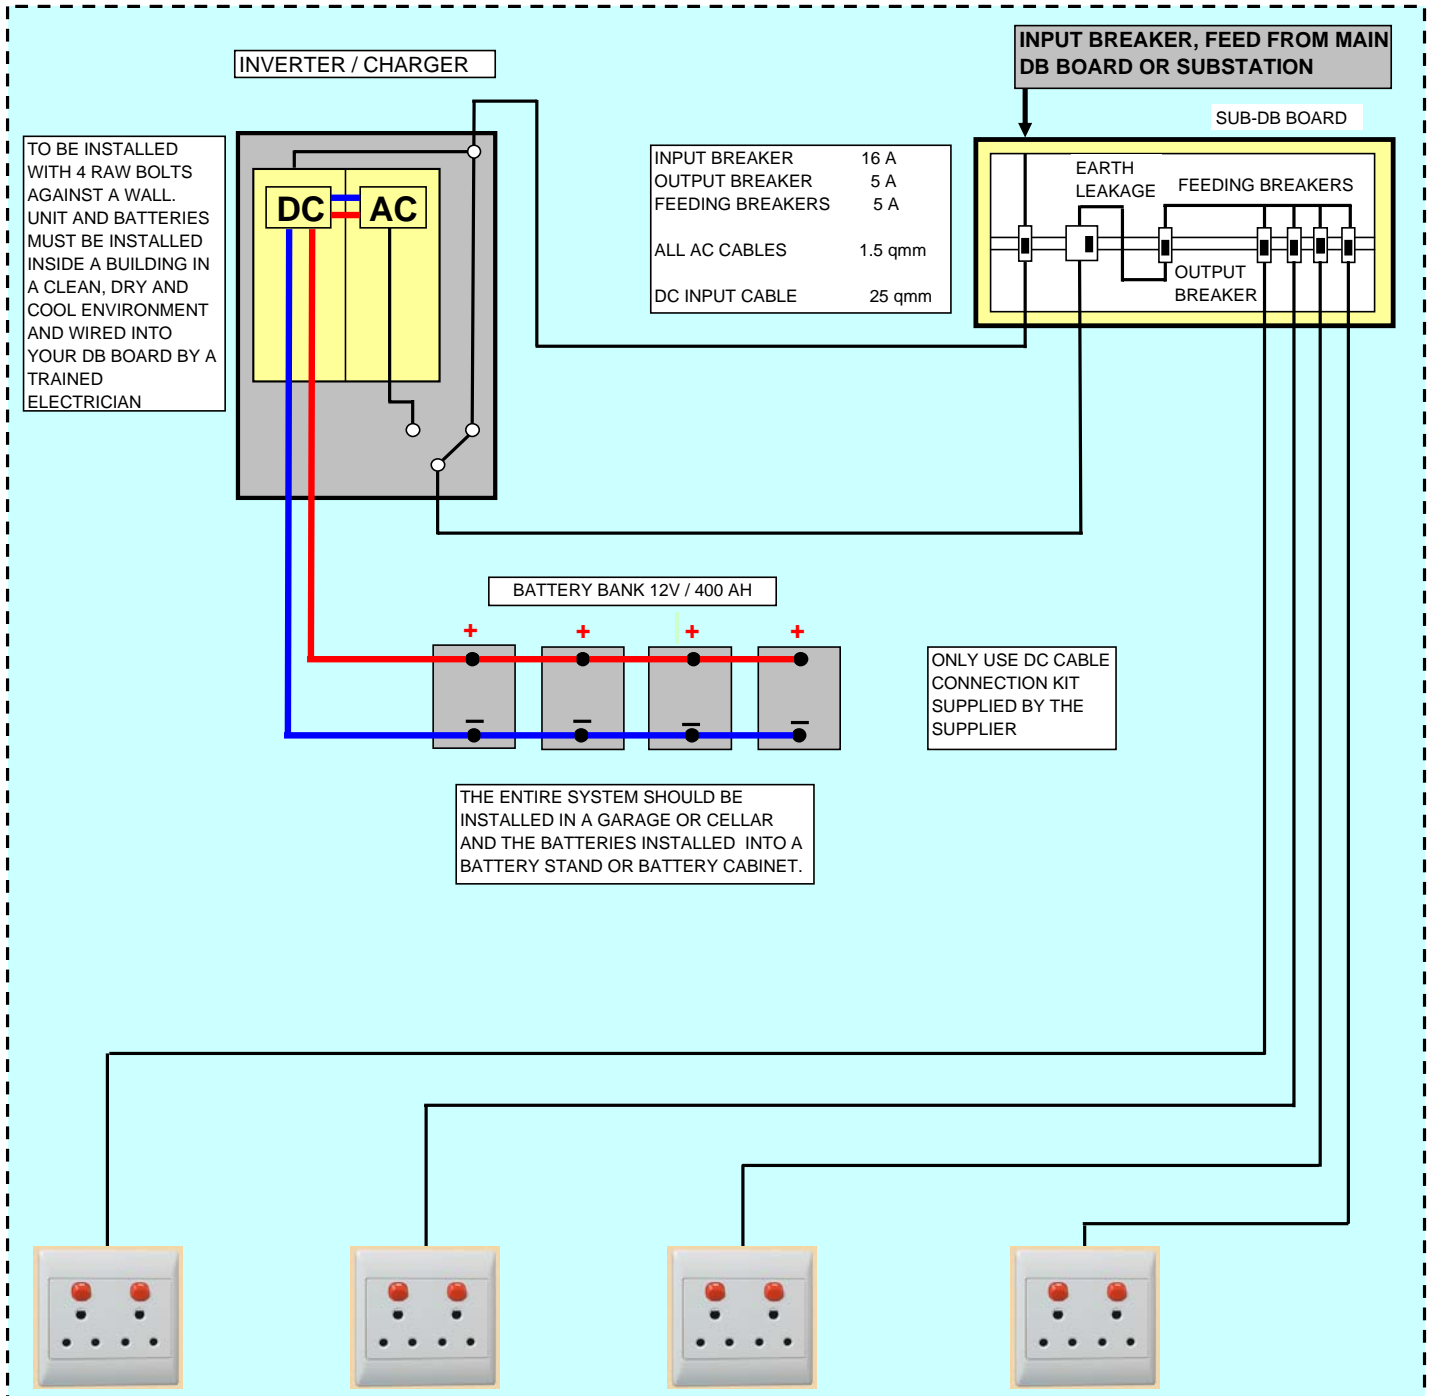 INPUT BREAKER, FEED FROM MAIN
DB BOARD OR SUBSTATION
INVERTER / CHARGER
SUB-DB BOARD
TO BE INSTALLED
WITH 4 RAW BOLTS
AGAINST A WALL.
UNIT AND BATTERIES
MUST BE INSTALLED
INSIDE A BUILDING IN
A CLEAN, DRY AND
COOL ENVIRONMENT
AND WIRED INTO
YOUR DB BOARD BY A
TRAINED
ELECTRICIAN
DC AC
INPUT BREAKER 16 A
OUTPUT BREAKER 5 A
FEEDING BREAKERS 5 A
ALL AC CABLES 1.5 qmm
DC INPUT CABLE 25 qmm
EARTH
LEAKAGE
FEEDING BREAKERS
OUTPUT
BREAKER
BATTERY BANK 12V / 400 AH
+ + + +
– – – –
ONLY USE DC CABLE
CONNECTION KIT
SUPPLIED BY THE
SUPPLIER
THE ENTIRE SYSTEM SHOULD BE
INSTALLED IN A GARAGE OR CELLAR
AND THE BATTERIES INSTALLED INTO A
BATTERY STAND OR BATTERY CABINET.